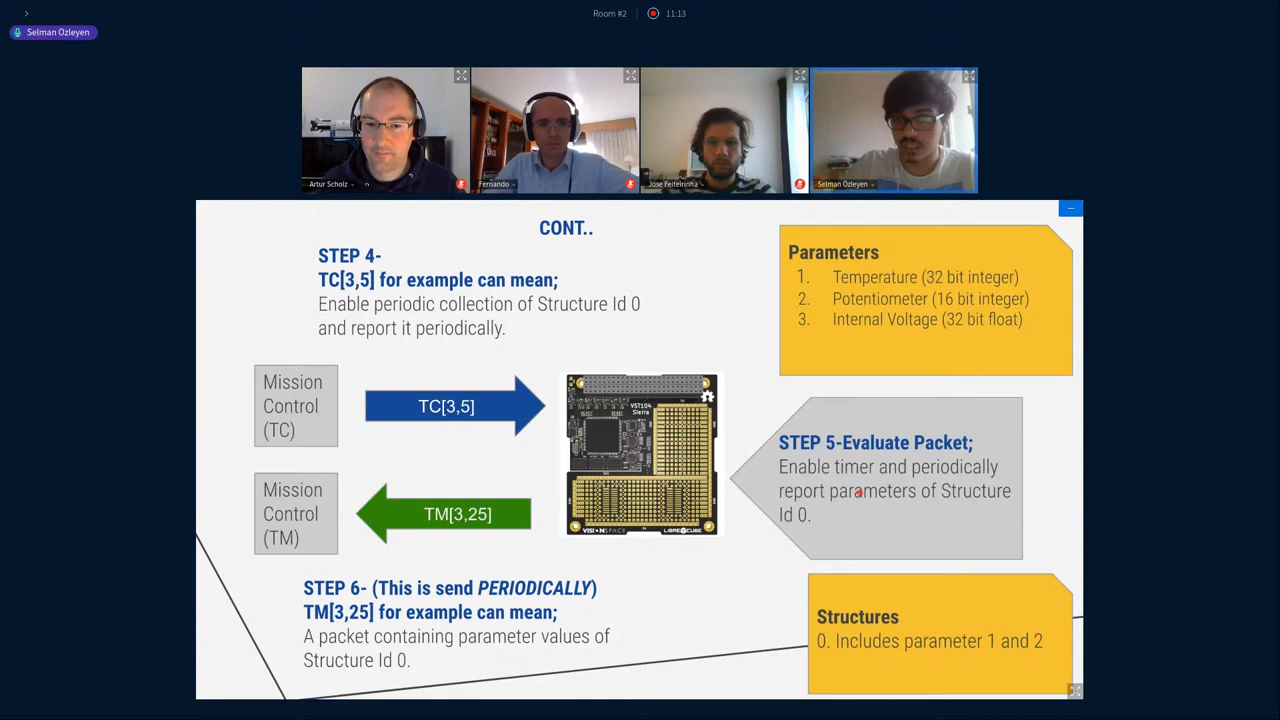 Room #2
11:13
Selman Ozleyen
Artur Scholz
Fernando
Jose Feiteirinha
Selman Ozleyen
CONT..
STEP 4-
TC[3,5] for example can mean;
Enable periodic collection of Structure Id 0
and report it periodically.
Parameters
1. Temperature (32 bit integer)
2. Potentiometer (16 bit integer)
3. Internal Voltage (32 bit float)
Mission
Control
(TC)
TC[3,5]
VST104
Sierra
STEP 5-Evaluate Packet;
Enable timer and periodically
report parameters of Structure
Id 0.
Mission
Control
(TM)
TM[3,25]
VISIONSPACE
LIBRECUBE
STEP 6- (This is send PERIODICALLY)
TM[3,25] for example can mean;
A packet containing parameter values of
Structure Id 0.
Structures
0. Includes parameter 1 and 2